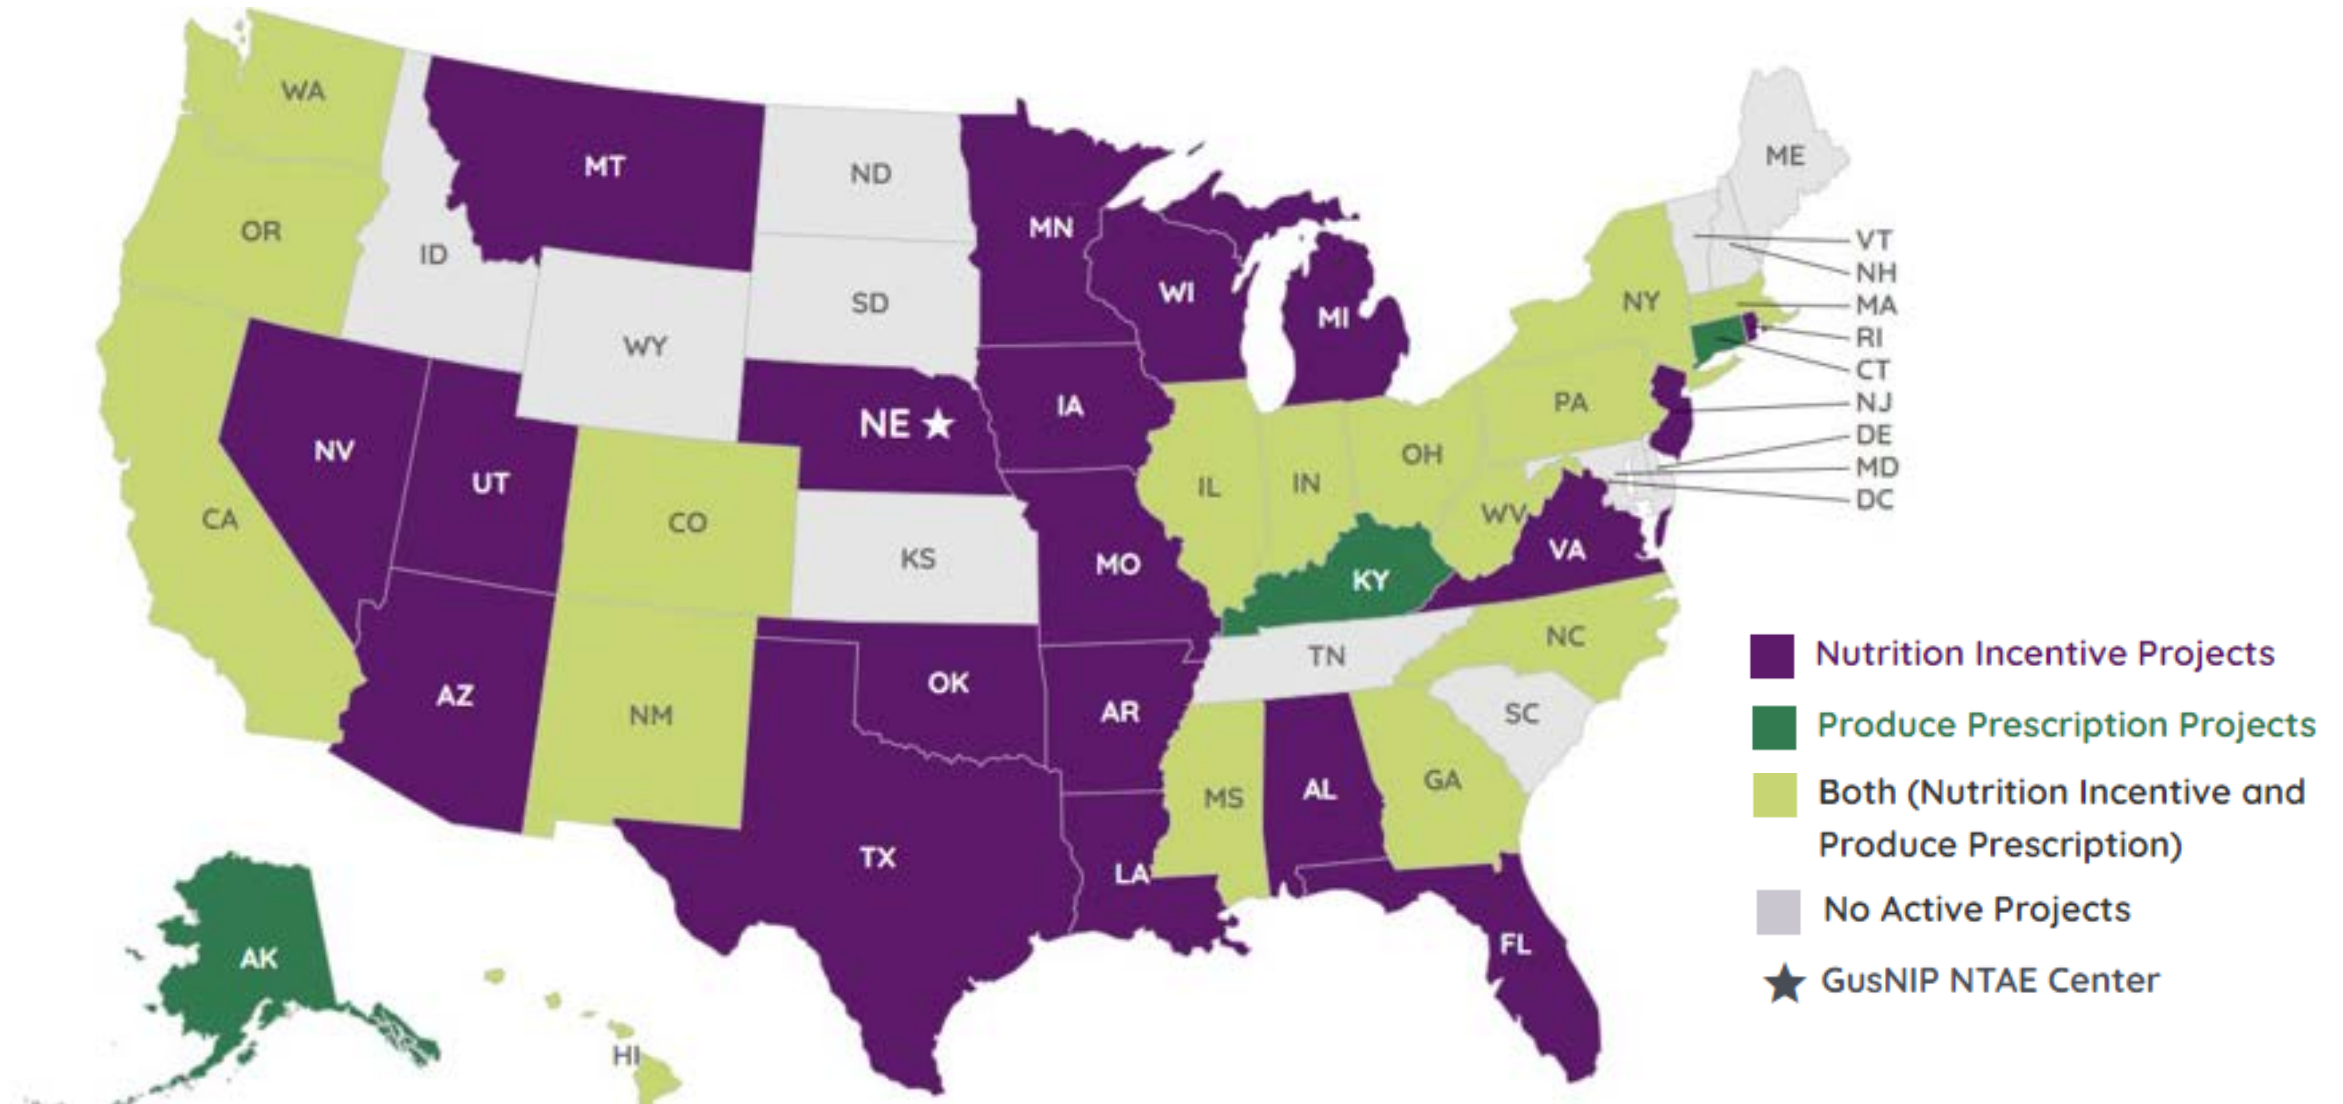 WA
MT
ND
MN
ME
OR
ID
SD
WI
MI
NY
VT
NH
MA
RI
CT
NJ
DE
MD
DC
WY
NE ★
IA
PA
NV
UT
CO
KS
MO
IL
IN
OH
WV
VA
CA
KY
AZ
NM
OK
AR
TN
NC
SC
TX
LA
MS
AL
GA
FL
AK
HI
Nutrition Incentive Projects
Produce Prescription Projects
Both (Nutrition Incentive and
Produce Prescription)
No Active Projects
★ GusNIP NTAE Center